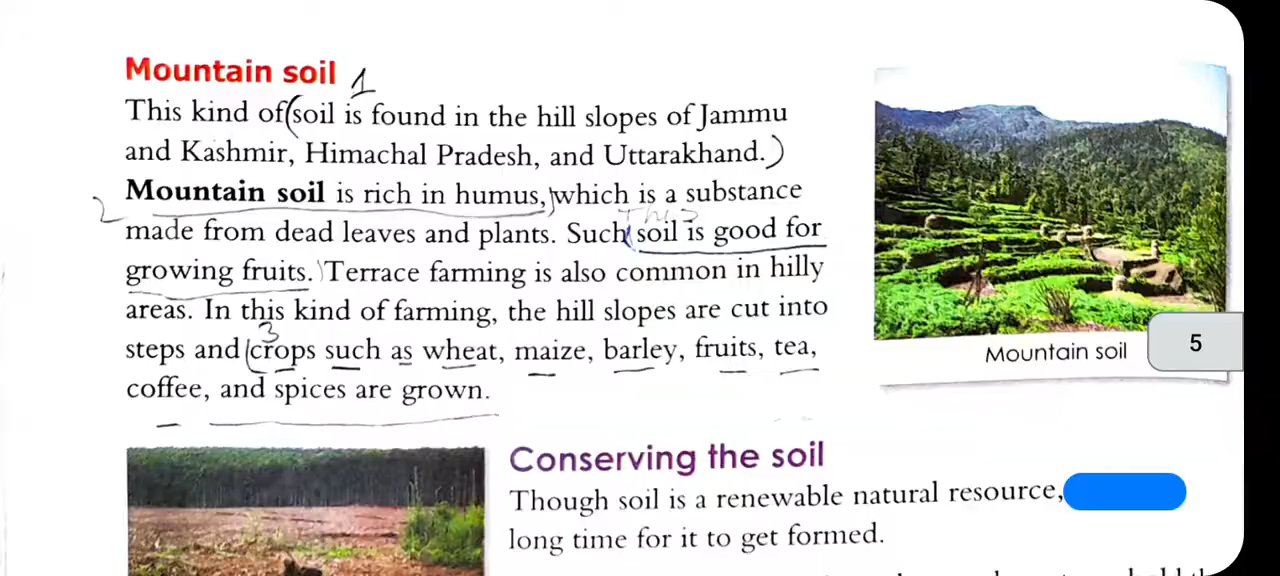 Mountain soil 1
This kind of (soil is found in the hill slopes of Jammu
and Kashmir, Himachal Pradesh, and Uttarakhand.)
Mountain soil is rich in humus,) which is a substance
2
made from dead leaves and plants. Such (soil is good for
growing fruits.) Terrace farming is also common in hilly
areas. In this kind of farming, the hill slopes are cut into
3
steps and (crops such as wheat, maize, barley, fruits, tea,
coffee, and spices are grown.
Mountain soil
5
Conserving the soil
Though soil is a renewable natural resource,
long time for it to get formed.